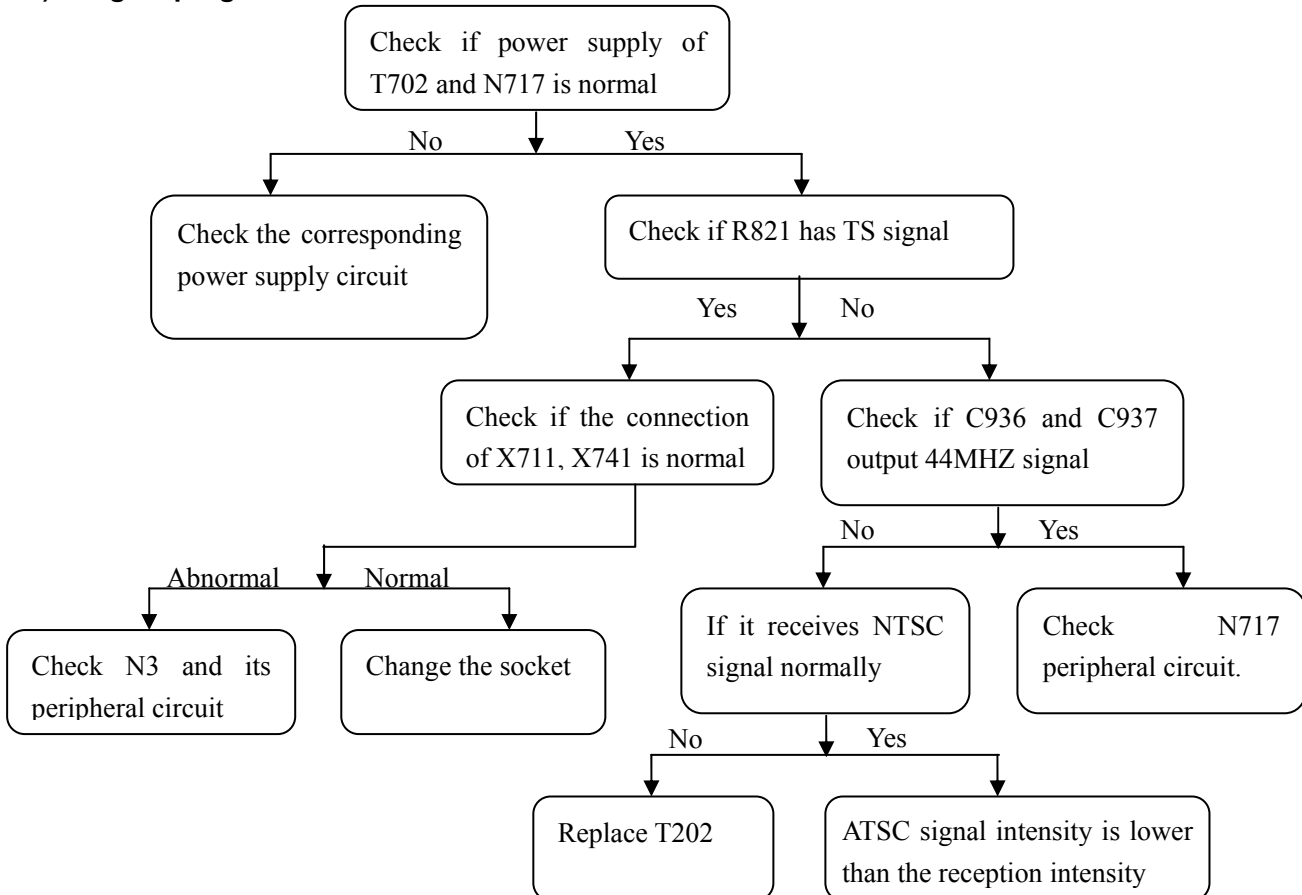 Check if power supply of
T702 and N717 is normal
No Yes
Check the corresponding
power supply circuit
Check if R821 has TS signal
Yes No
Check if the connection
of X711, X741 is normal
Check if C936 and C937
output 44MHZ signal
No Yes
Abnormal Normal
Check N3 and its
peripheral circuit
Change the socket
If it receives NTSC
signal normally
Check N717
peripheral circuit.
No Yes
Replace T202
ATSC signal intensity is lower
than the reception intensity